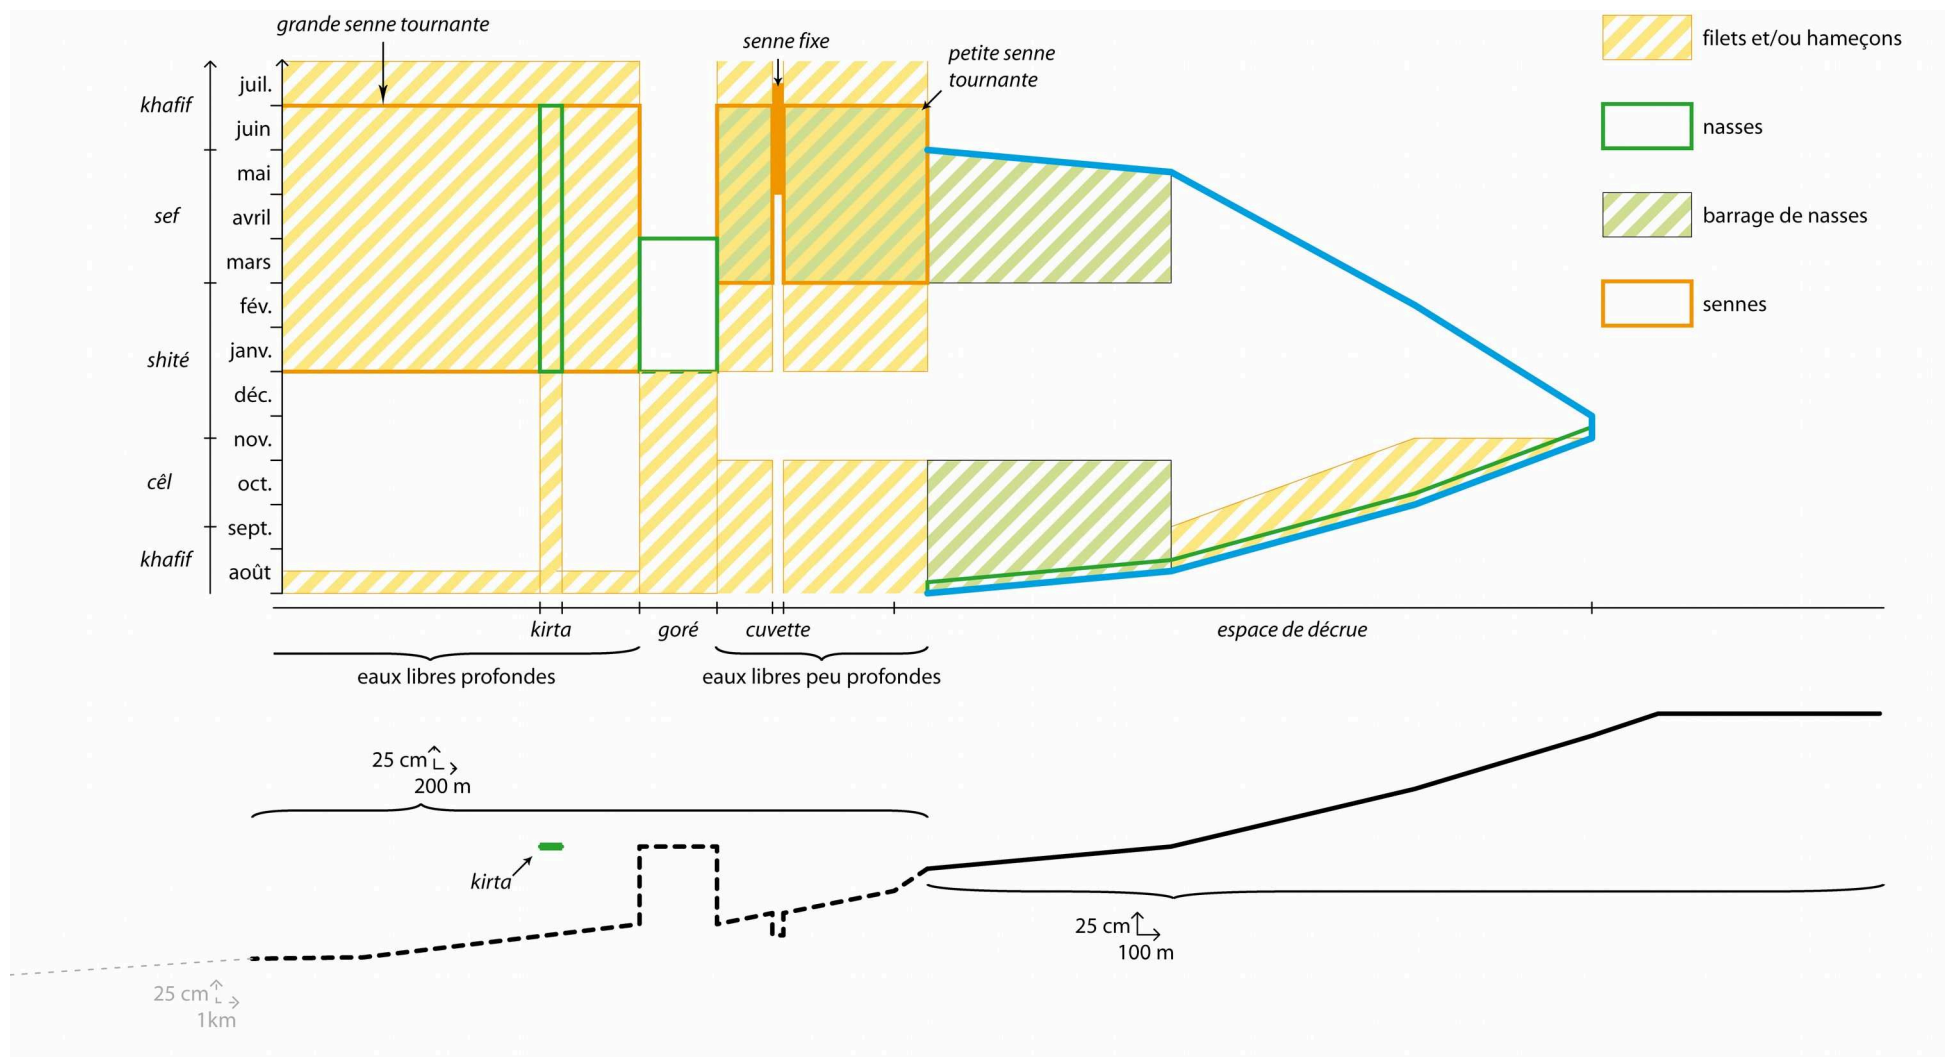 grande senne tournante
senne fixe
petite senne
tournante
filets et/ou hameçons
nasses
barrage de nasses
sennes
khafif
sef
shité
cêl
khafif
juil.
juin
mai
avril
mars
fév.
janv.
déc.
nov.
oct.
sept.
août
kirta
goré
cuvette
espace de décrue
eaux libres profondes
eaux libres peu profondes
25 cm
200 m
kirta
25 cm
100 m
25 cm
1km